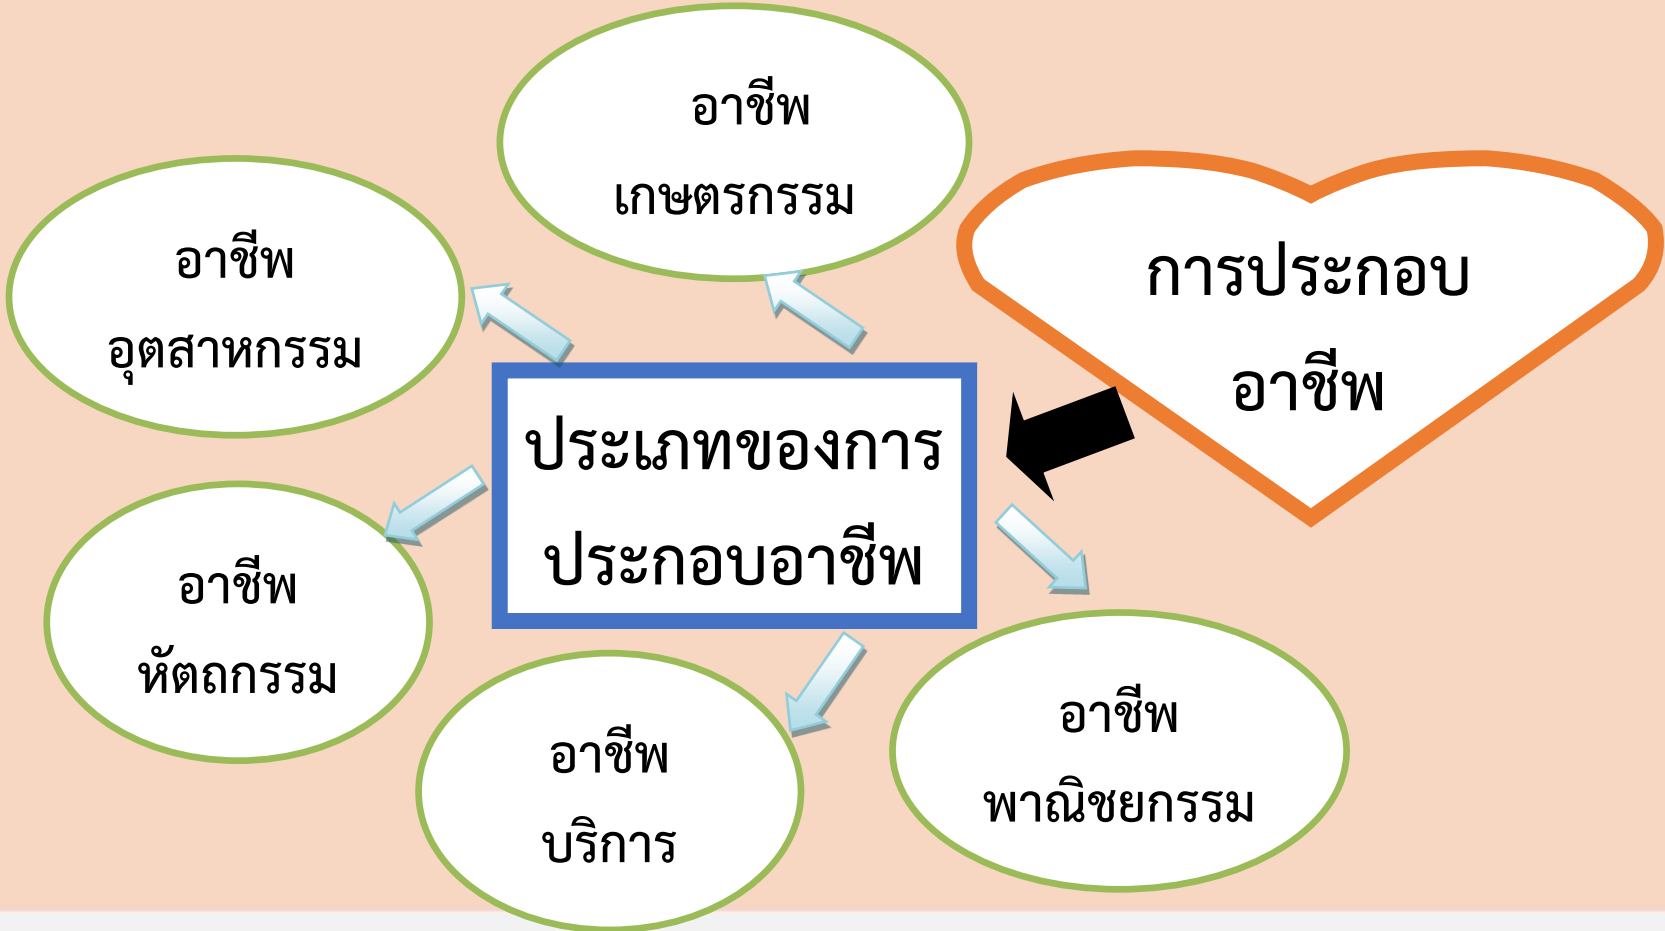 อาชีพ
เกษตรกรรม
อาชีพ
อุตสาหกรรม
การประกอบ
อาชีพ
ประเภทของการ
ประกอบอาชีพ
อาชีพ
หัตถกรรม
อาชีพ
บริการ
อาชีพ
พาณิชยกรรม